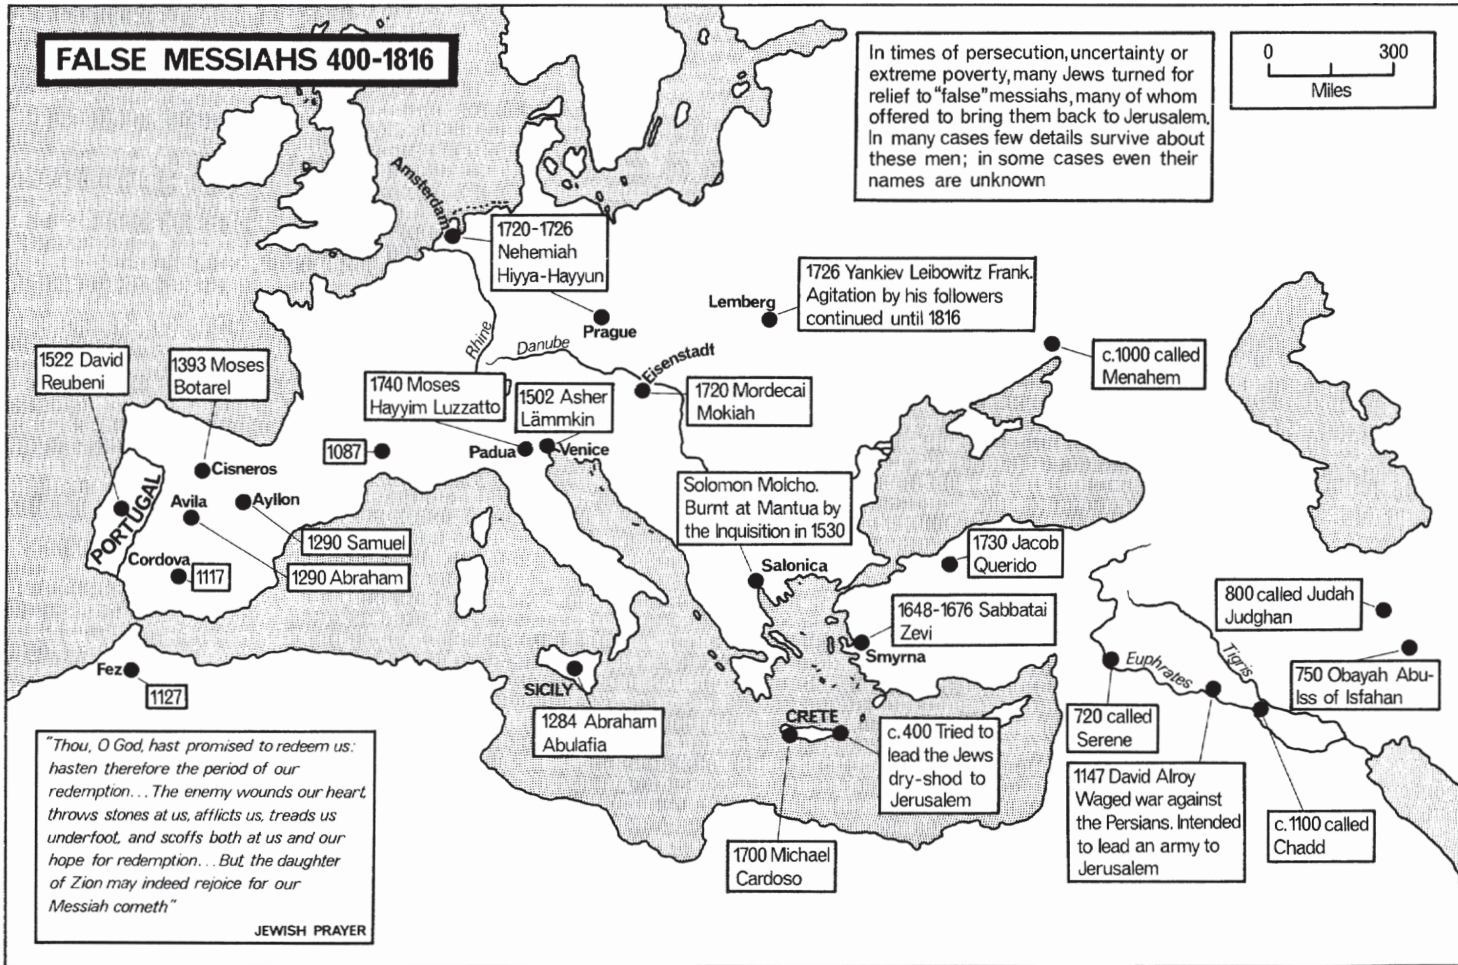 FALSE MESSIAHS 400-1816
In times of persecution, uncertainty or
extreme poverty, many Jews turned for
relief to "false" messiahs, many of whom
offered to bring them back to Jerusalem.
In many cases few details survive about
these men; in some cases even their
names are unknown
0 300
Miles
Amsterdam
1720-1726
Nehemiah
Hiyya-Hayyun
Prague
Lemberg
1726 Yankiev Leibowitz Frank.
Agitation by his followers
continued until 1816
Rhine
Danube
Eisenstadt
c.1000 called
Menahem
1522 David
Reubeni
1393 Moses
Botarel
1740 Moses
Hayyim Luzzatto
1502 Asher
Lämmkin
1720 Mordecai
Mokiah
1087
Padua
Venice
Cisneros
PORTUGAL
Avila
Ayllon
Solomon Molcho.
Burnt at Mantua by
the Inquisition in 1530
1290 Samuel
1290 Abraham
Cordova
1117
Salonica
1730 Jacob
Querido
800 called Judah
Judghan
1648-1676 Sabbatai
Zevi
Smyrna
Euphrates
Tigris
750 Obayah Abu-
Iss of Isfahan
Fez
1127
SICILY
1284 Abraham
Abulafia
CRETE
c.400 Tried to
lead the Jews
dry-shod to
Jerusalem
720 called
Serene
1147 David Alroy
Waged war against
the Persians. Intended
to lead an army to
Jerusalem
c.1100 called
Chadd
1700 Michael
Cardoso
"Thou, O God, hast promised to redeem us:
hasten therefore the period of our
redemption... The enemy wounds our heart,
throws stones at us, afflicts us, treads us
underfoot, and scoffs both at us and our
hope for redemption... But the daughter
of Zion may indeed rejoice for our
Messiah cometh"
JEWISH PRAYER